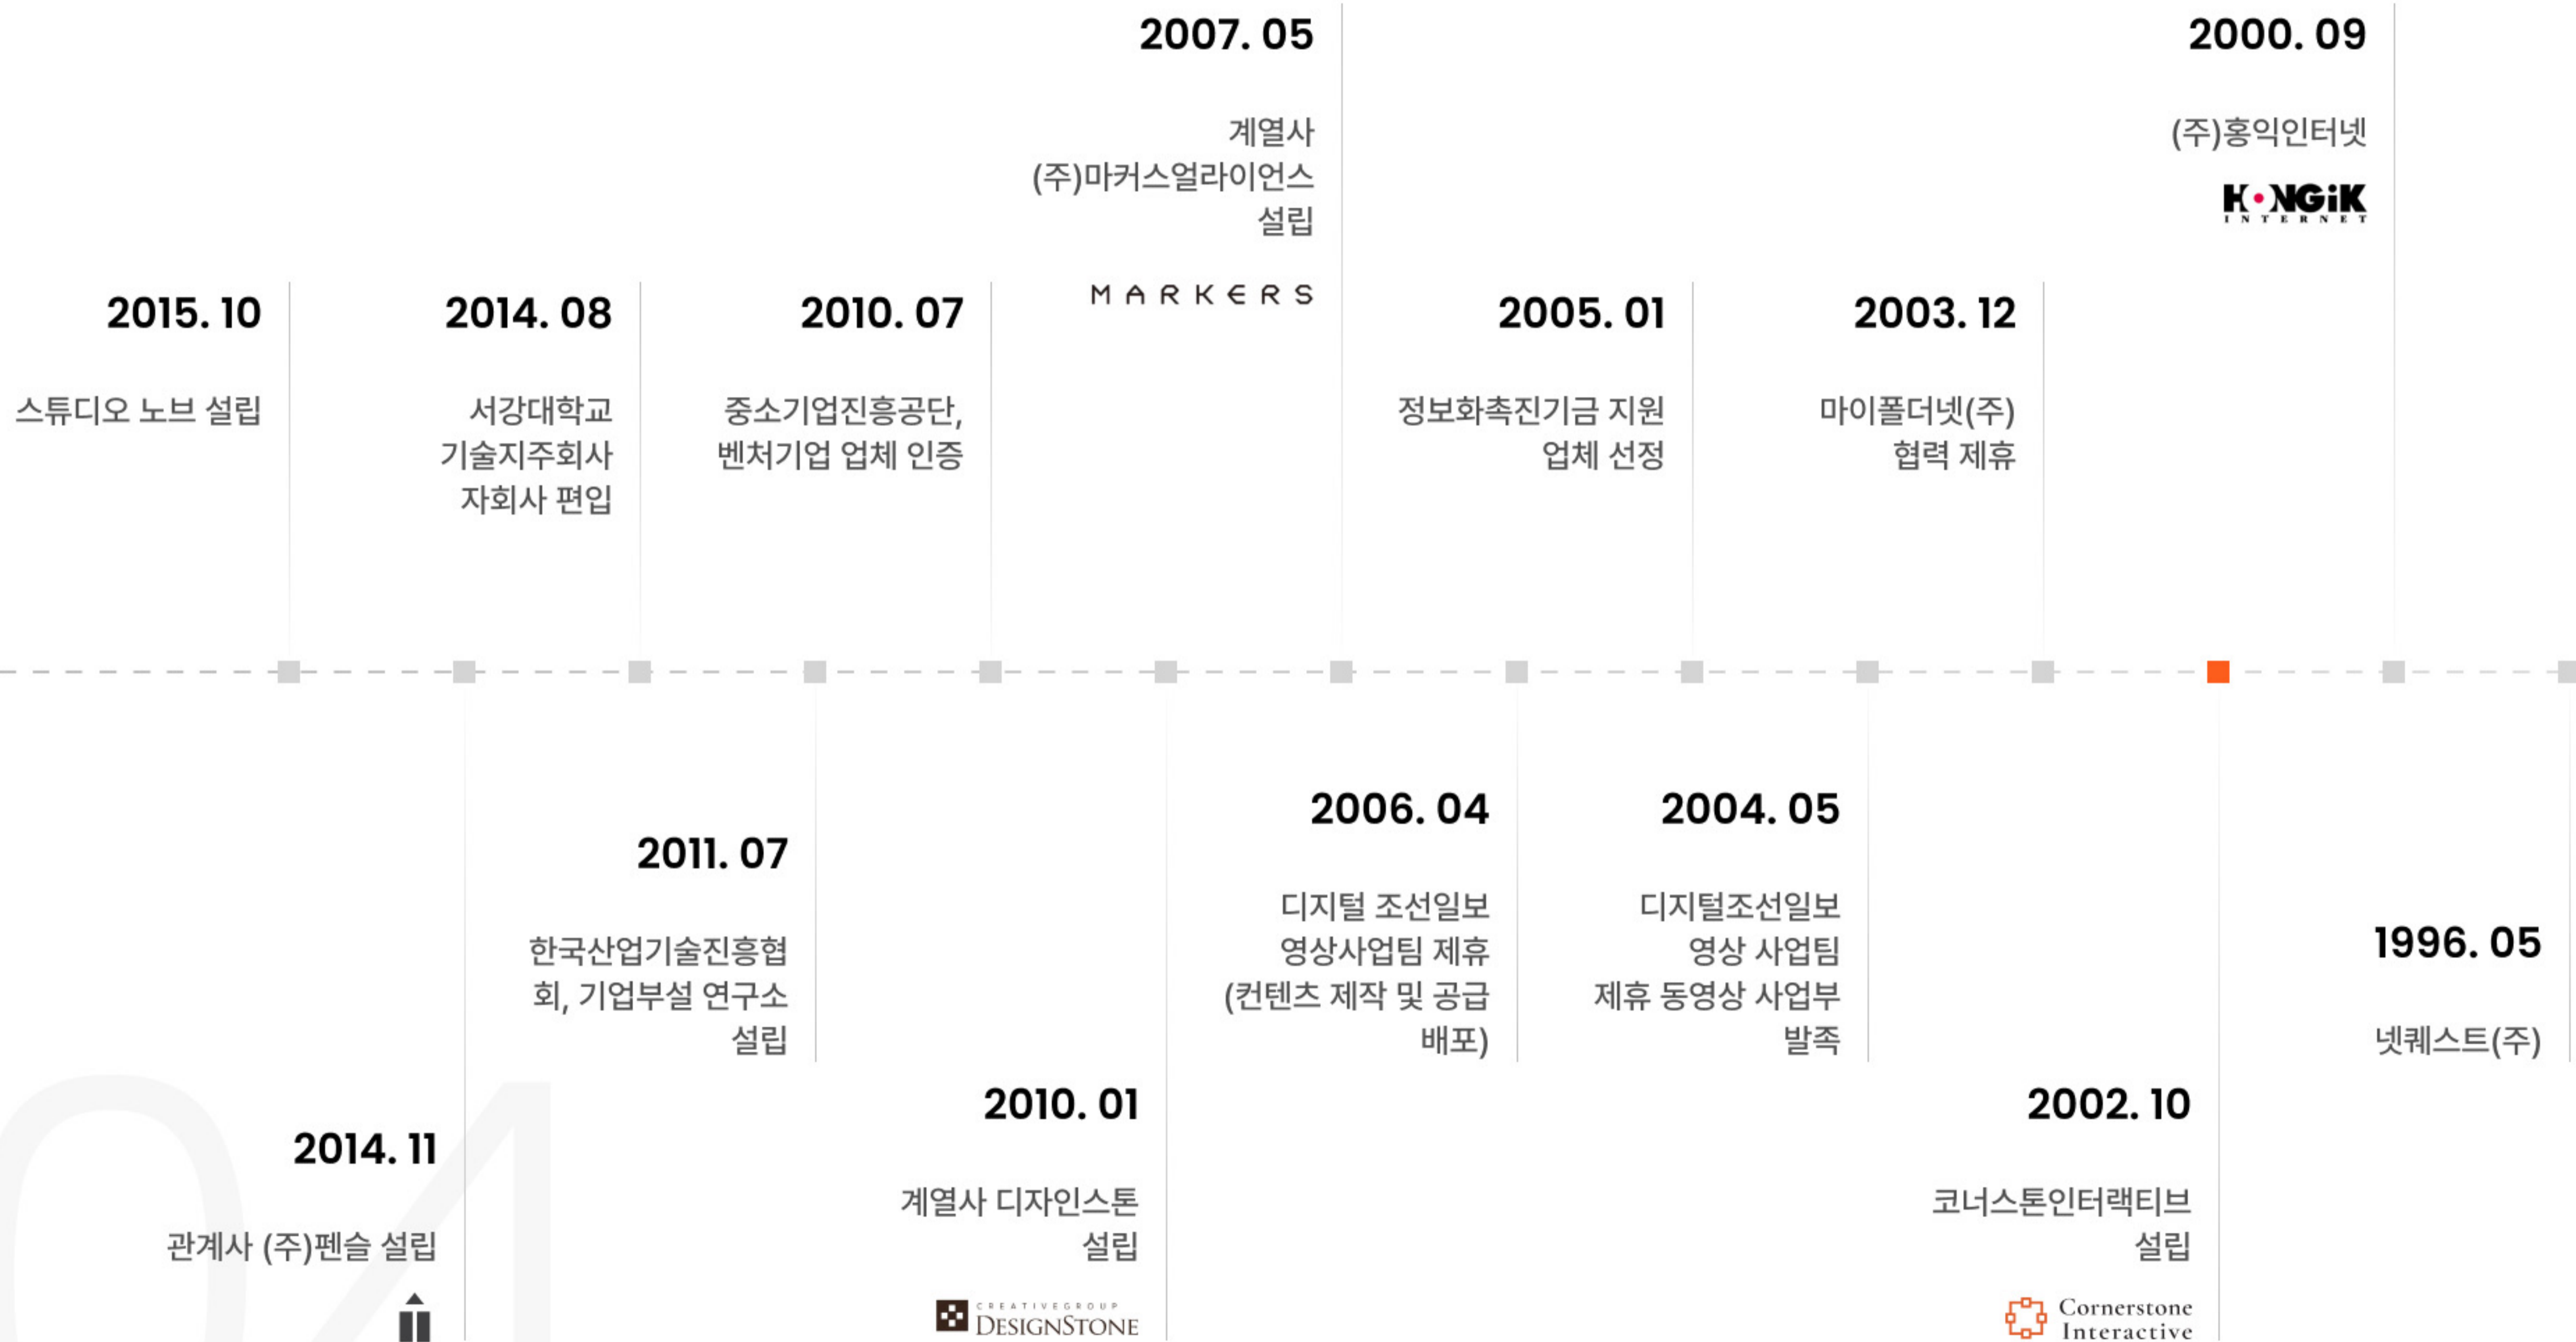 2007. 05
계열사
(주)마커스얼라이언스
설립
MARKERS
2000. 09
(주)홍익인터넷
HONGiK
INTERNET
2015. 10
스튜디오 노브 설립
2014. 08
서강대학교
기술지주회사
자회사 편입
2010. 07
중소기업진흥공단,
벤처기업 업체 인증
2005. 01
정보화촉진기금 지원
업체 선정
2003. 12
마이폴더넷(주)
협력 제휴
2014. 11
관계사 (주)펜슬 설립
2011. 07
한국산업기술진흥협
회, 기업부설 연구소
설립
2010. 01
계열사 디자인스톤
설립
CREATIVEGROUP
DESIGNSTONE
2006. 04
디지털 조선일보
영상사업팀 제휴
(컨텐츠 제작 및 공급
배포)
2004. 05
디지털조선일보
영상 사업팀
제휴 동영상 사업부
발족
2002. 10
코너스톤인터랙티브
설립
Cornerstone
Interactive
1996. 05
넷퀘스트(주)
04